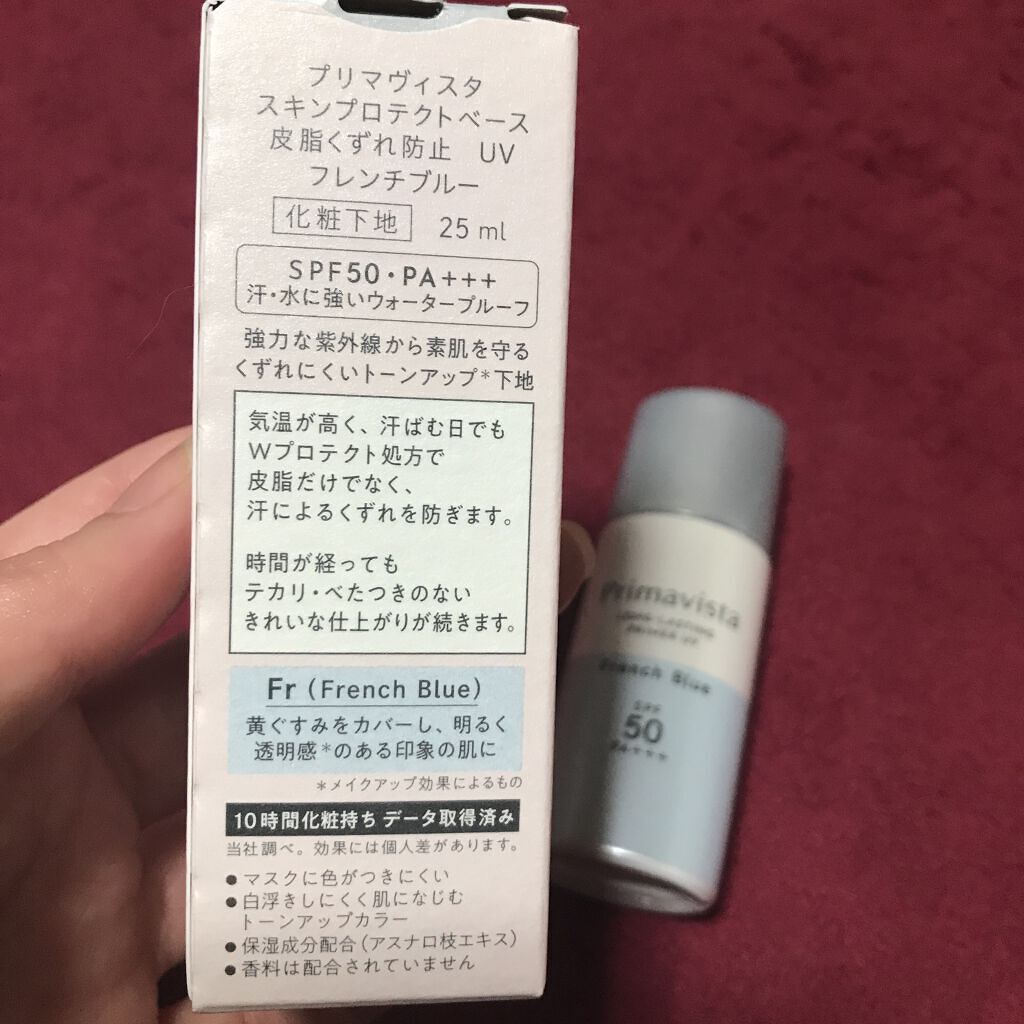 プリマヴィスタ
スキンプロテクトベース
皮脂くずれ防止 UV
フレンチブルー
化粧下地 25 ml
SPF50・PA+++
汗・水に強いウォータープルーフ
強力な紫外線から素肌を守る
くずれにくいトーンアップ*下地
気温が高く、汗ばむ日でも
Wプロテクト処方で
皮脂だけでなく、
汗によるくずれを防ぎます。
時間が経っても
テカリ・べたつきのない
きれいな仕上がりが続きます。
Fr (French Blue)
黄ぐすみをカバーし、明るく
透明感*のある印象の肌に
*メイクアップ効果によるもの
10時間化粧持ち データ取得済み
当社調べ。効果には個人差があります。
●マスクに色がつきにくい
●白浮きしにくく肌になじむ
トーンアップカラー
●保湿成分配合(アスナロ枝エキス)
●香料は配合されていません
Primavista
LONG LASTING
PRIMER UV
French Blue
SPF
50
PA+++